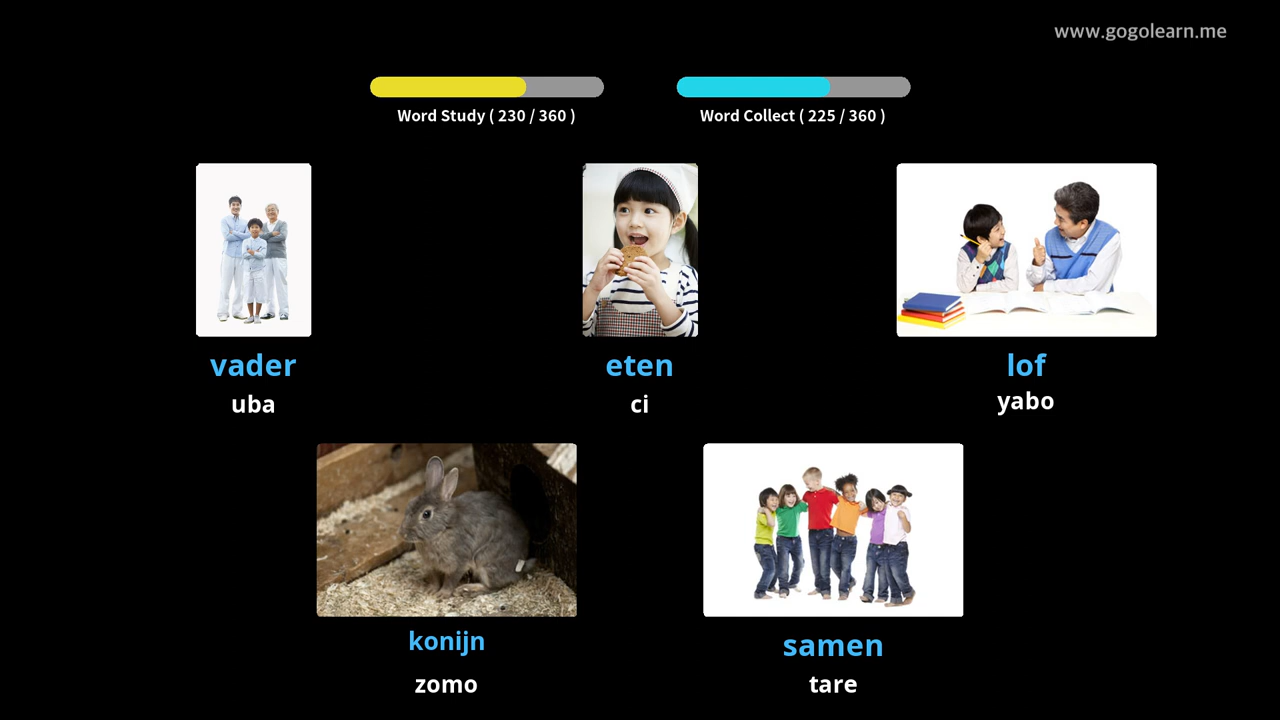 www.gogolearn.me
Word Study ( 230 / 360 )
Word Collect ( 225 / 360 )
vader
uba
eten
ci
lof
yabo
konijn
zomo
samen
tare